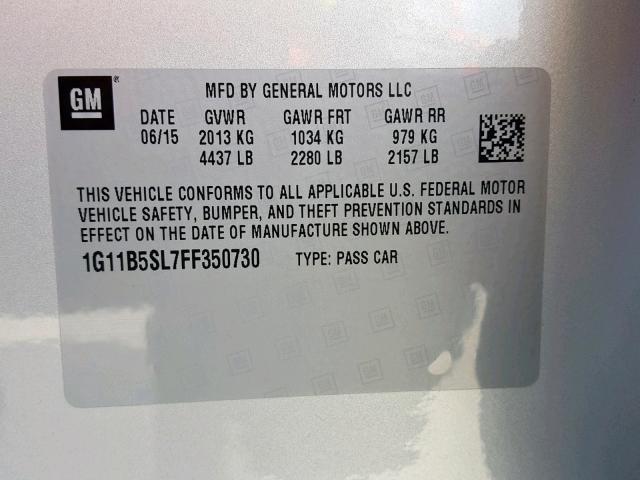 GM
®
MFD BY GENERAL MOTORS LLC
DATE GVWR GAWR FRT GAWR RR
06/15 2013 KG 1034 KG 979 KG
4437 LB 2280 LB 2157 LB
THIS VEHICLE CONFORMS TO ALL APPLICABLE U.S. FEDERAL MOTOR
VEHICLE SAFETY, BUMPER, AND THEFT PREVENTION STANDARDS IN
EFFECT ON THE DATE OF MANUFACTURE SHOWN ABOVE.
1G11B5SL7FF350730 TYPE: PASS CAR